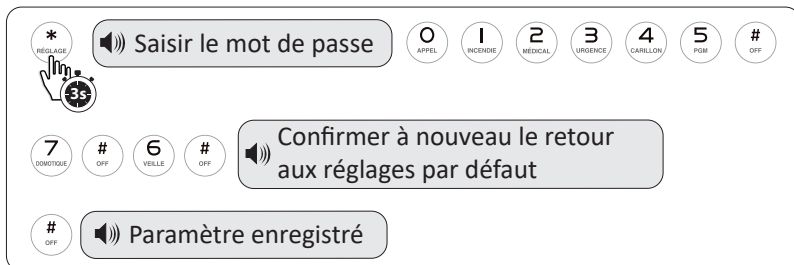 * RÉGLAGE 3s Saisir le mot de passe 0 APPEL 1 INCENDIE 2 MÉDICAL 3 URGENCE 4 CARILLON 5 PGM # OFF
7 DOMOTIQUE # OFF 6 VEILLE # OFF Confirmer à nouveau le retour
aux réglages par défaut
# OFF Paramètre enregistré